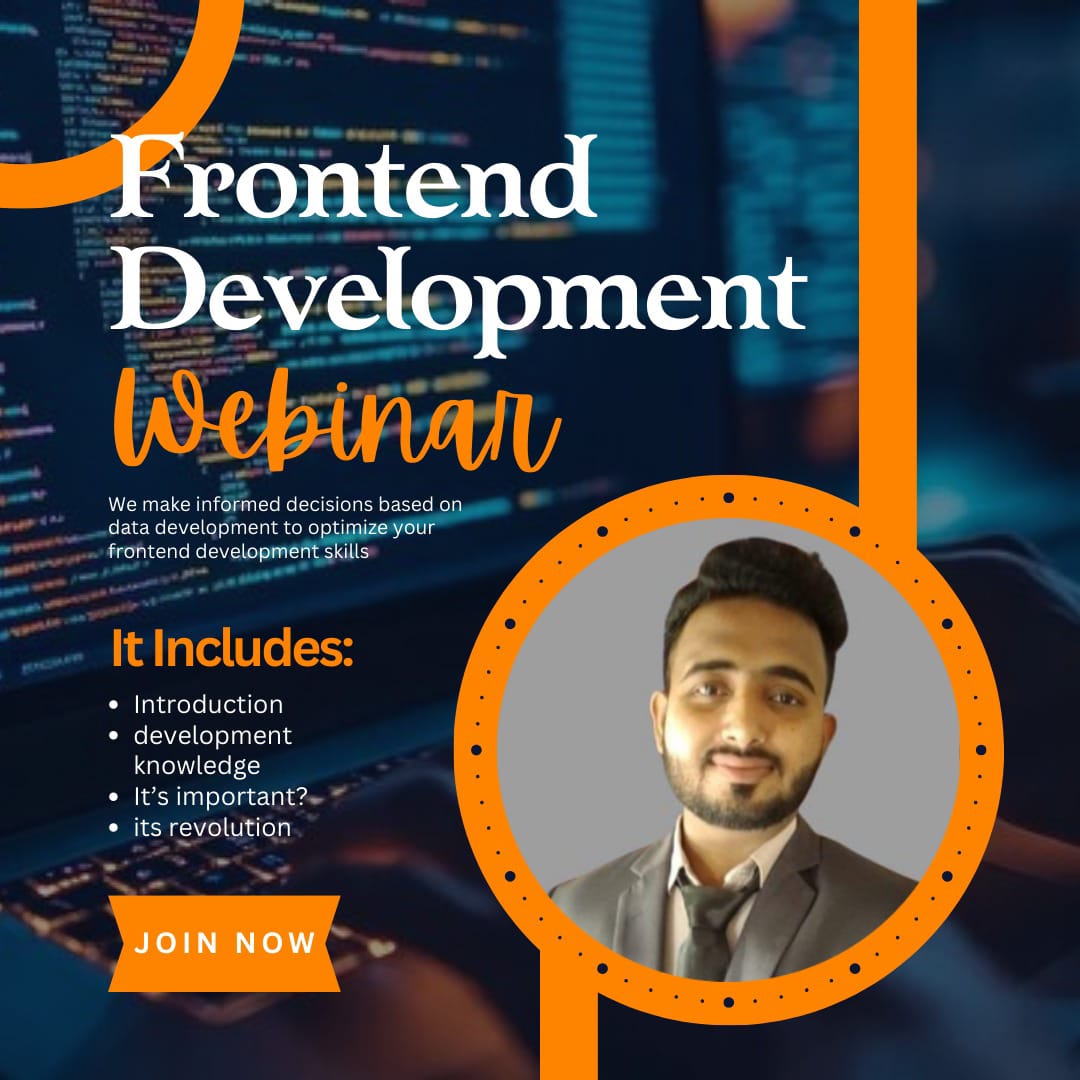 Frontend
Development
Webinar
We make informed decisions based on
data development to optimize your
frontend development skills
It Includes:
• Introduction
• development
knowledge
• It’s important?
• its revolution
JOIN NOW